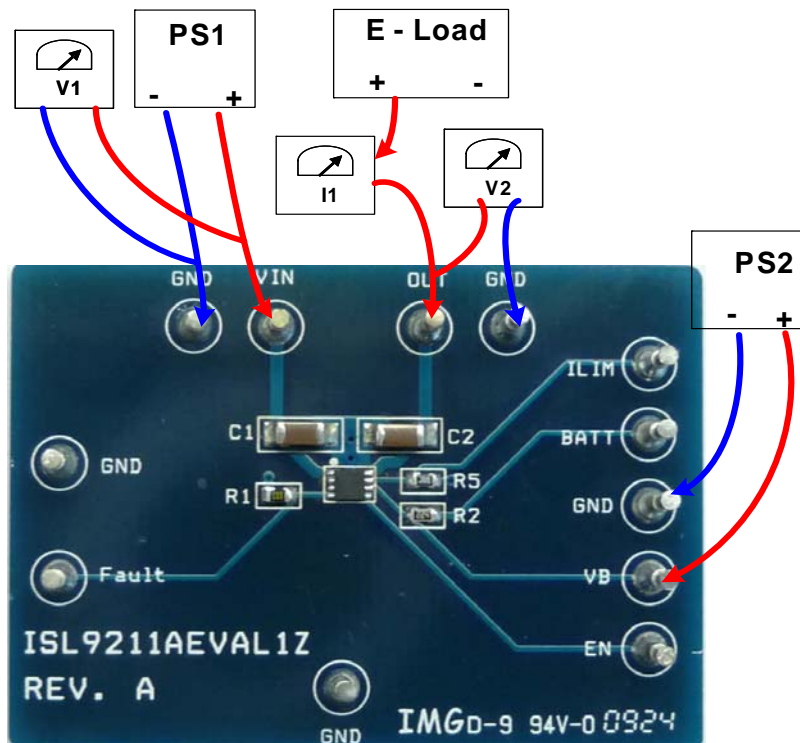 PS1
- +
V1
E - Load
+ -
I1
V2
PS2
- +
GND VIN OUT GND
ILIM
BATT
GND
VB
EN
C1 C2
GND
R1
R5
R2
Fault
ISL9211AEVAL1Z
REV. A
GND
IMGD-9 94V-0 0924